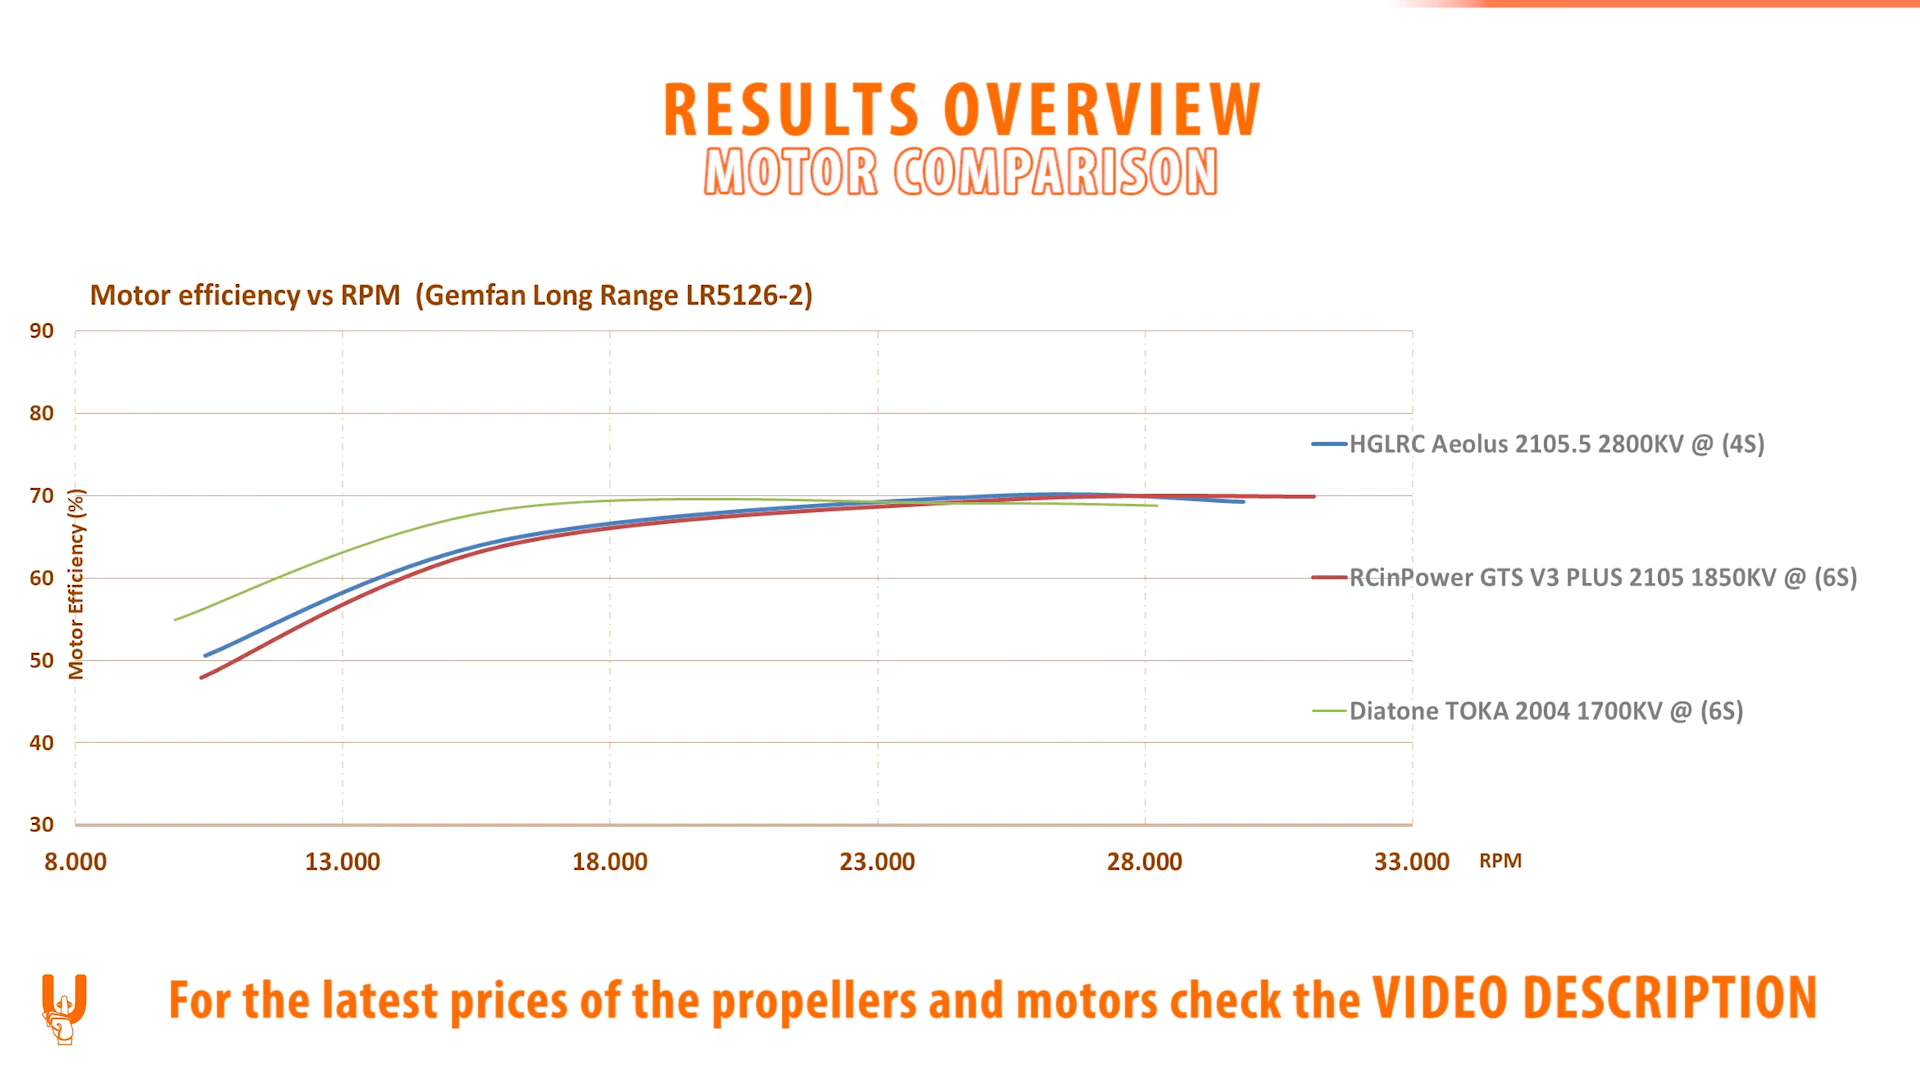 RESULTS OVERVIEW
MOTOR COMPARISON
Motor efficiency vs RPM (Gemfan Long Range LR5126-2)
90
80
70
60
50
40
30
Motor Efficiency (%)
HGLRC Aeolus 2105.5 2800KV @ (4S)
RCinPower GTS V3 PLUS 2105 1850KV @ (6S)
Diatone TOKA 2004 1700KV @ (6S)
8.000 13.000 18.000 23.000 28.000 33.000 RPM
For the latest prices of the propellers and motors check the VIDEO DESCRIPTION